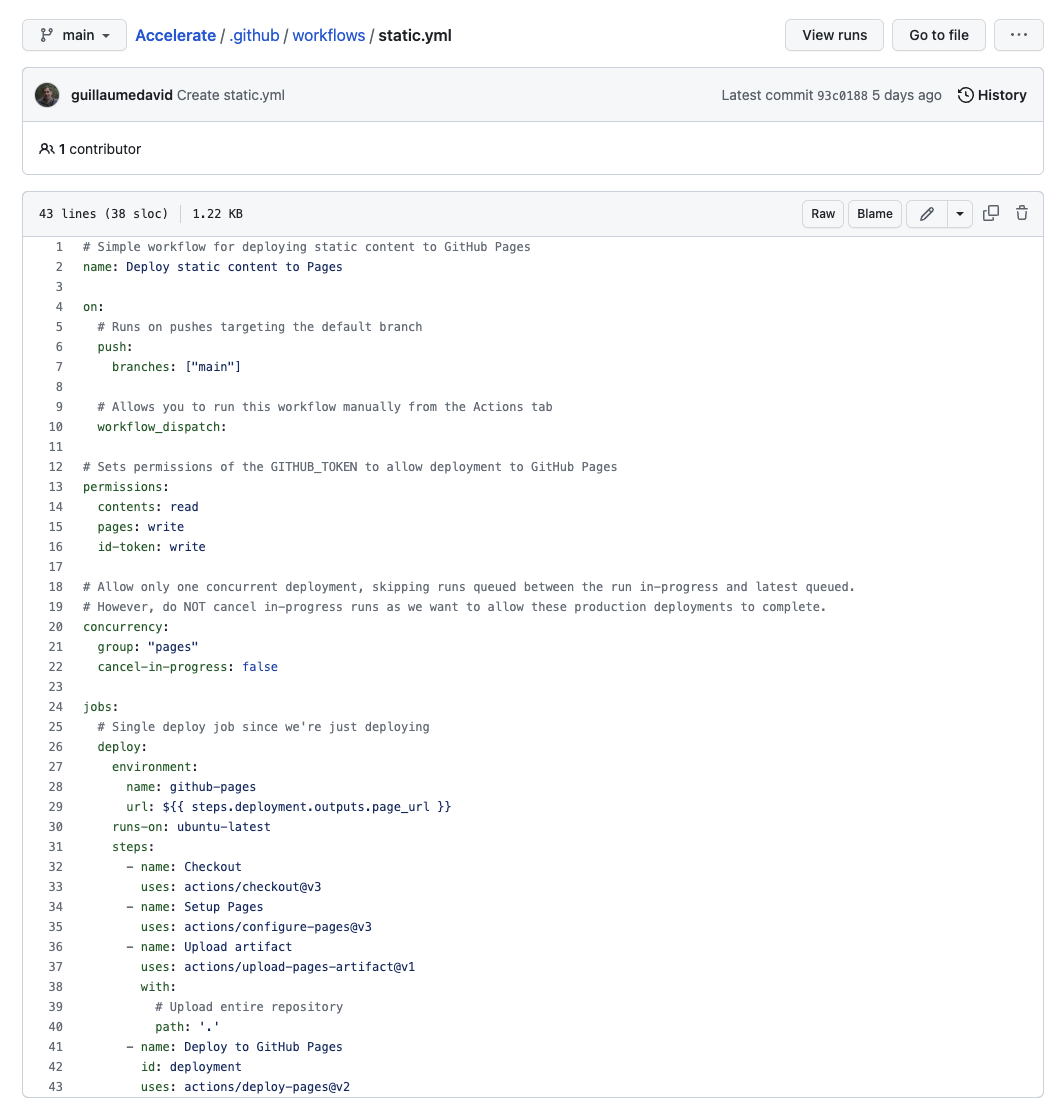 main Accelerate / .github / workflows / static.yml View runs Go to file ···
guillaumedavid Create static.yml Latest commit 93c0188 5 days ago History
1 contributor
43 lines (38 sloc) 1.22 KB Raw Blame
1 # Simple workflow for deploying static content to GitHub Pages
2 name: Deploy static content to Pages
3
4 on:
5   # Runs on pushes targeting the default branch
6   push:
7     branches: ["main"]
8
9   # Allows you to run this workflow manually from the Actions tab
10   workflow_dispatch:
11
12 # Sets permissions of the GITHUB_TOKEN to allow deployment to GitHub Pages
13 permissions:
14   contents: read
15   pages: write
16   id-token: write
17
18 # Allow only one concurrent deployment, skipping runs queued between the run in-progress and latest queued.
19 # However, do NOT cancel in-progress runs as we want to allow these production deployments to complete.
20 concurrency:
21   group: "pages"
22   cancel-in-progress: false
23
24 jobs:
25   # Single deploy job since we're just deploying
26   deploy:
27     environment:
28       name: github-pages
29       url: ${{ steps.deployment.outputs.page_url }}
30     runs-on: ubuntu-latest
31     steps:
32       - name: Checkout
33         uses: actions/checkout@v3
34       - name: Setup Pages
35         uses: actions/configure-pages@v3
36       - name: Upload artifact
37         uses: actions/upload-pages-artifact@v1
38         with:
39           # Upload entire repository
40           path: '.'
41       - name: Deploy to GitHub Pages
42         id: deployment
43         uses: actions/deploy-pages@v2